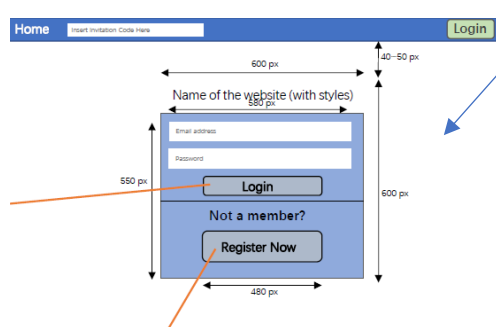 Home
Insert Invitation Code Here
Login
40–50 px
600 px
Name of the website (with styles)
580 px
Email address
Password
550 px
Login
600 px
Not a member?
Register Now
480 px